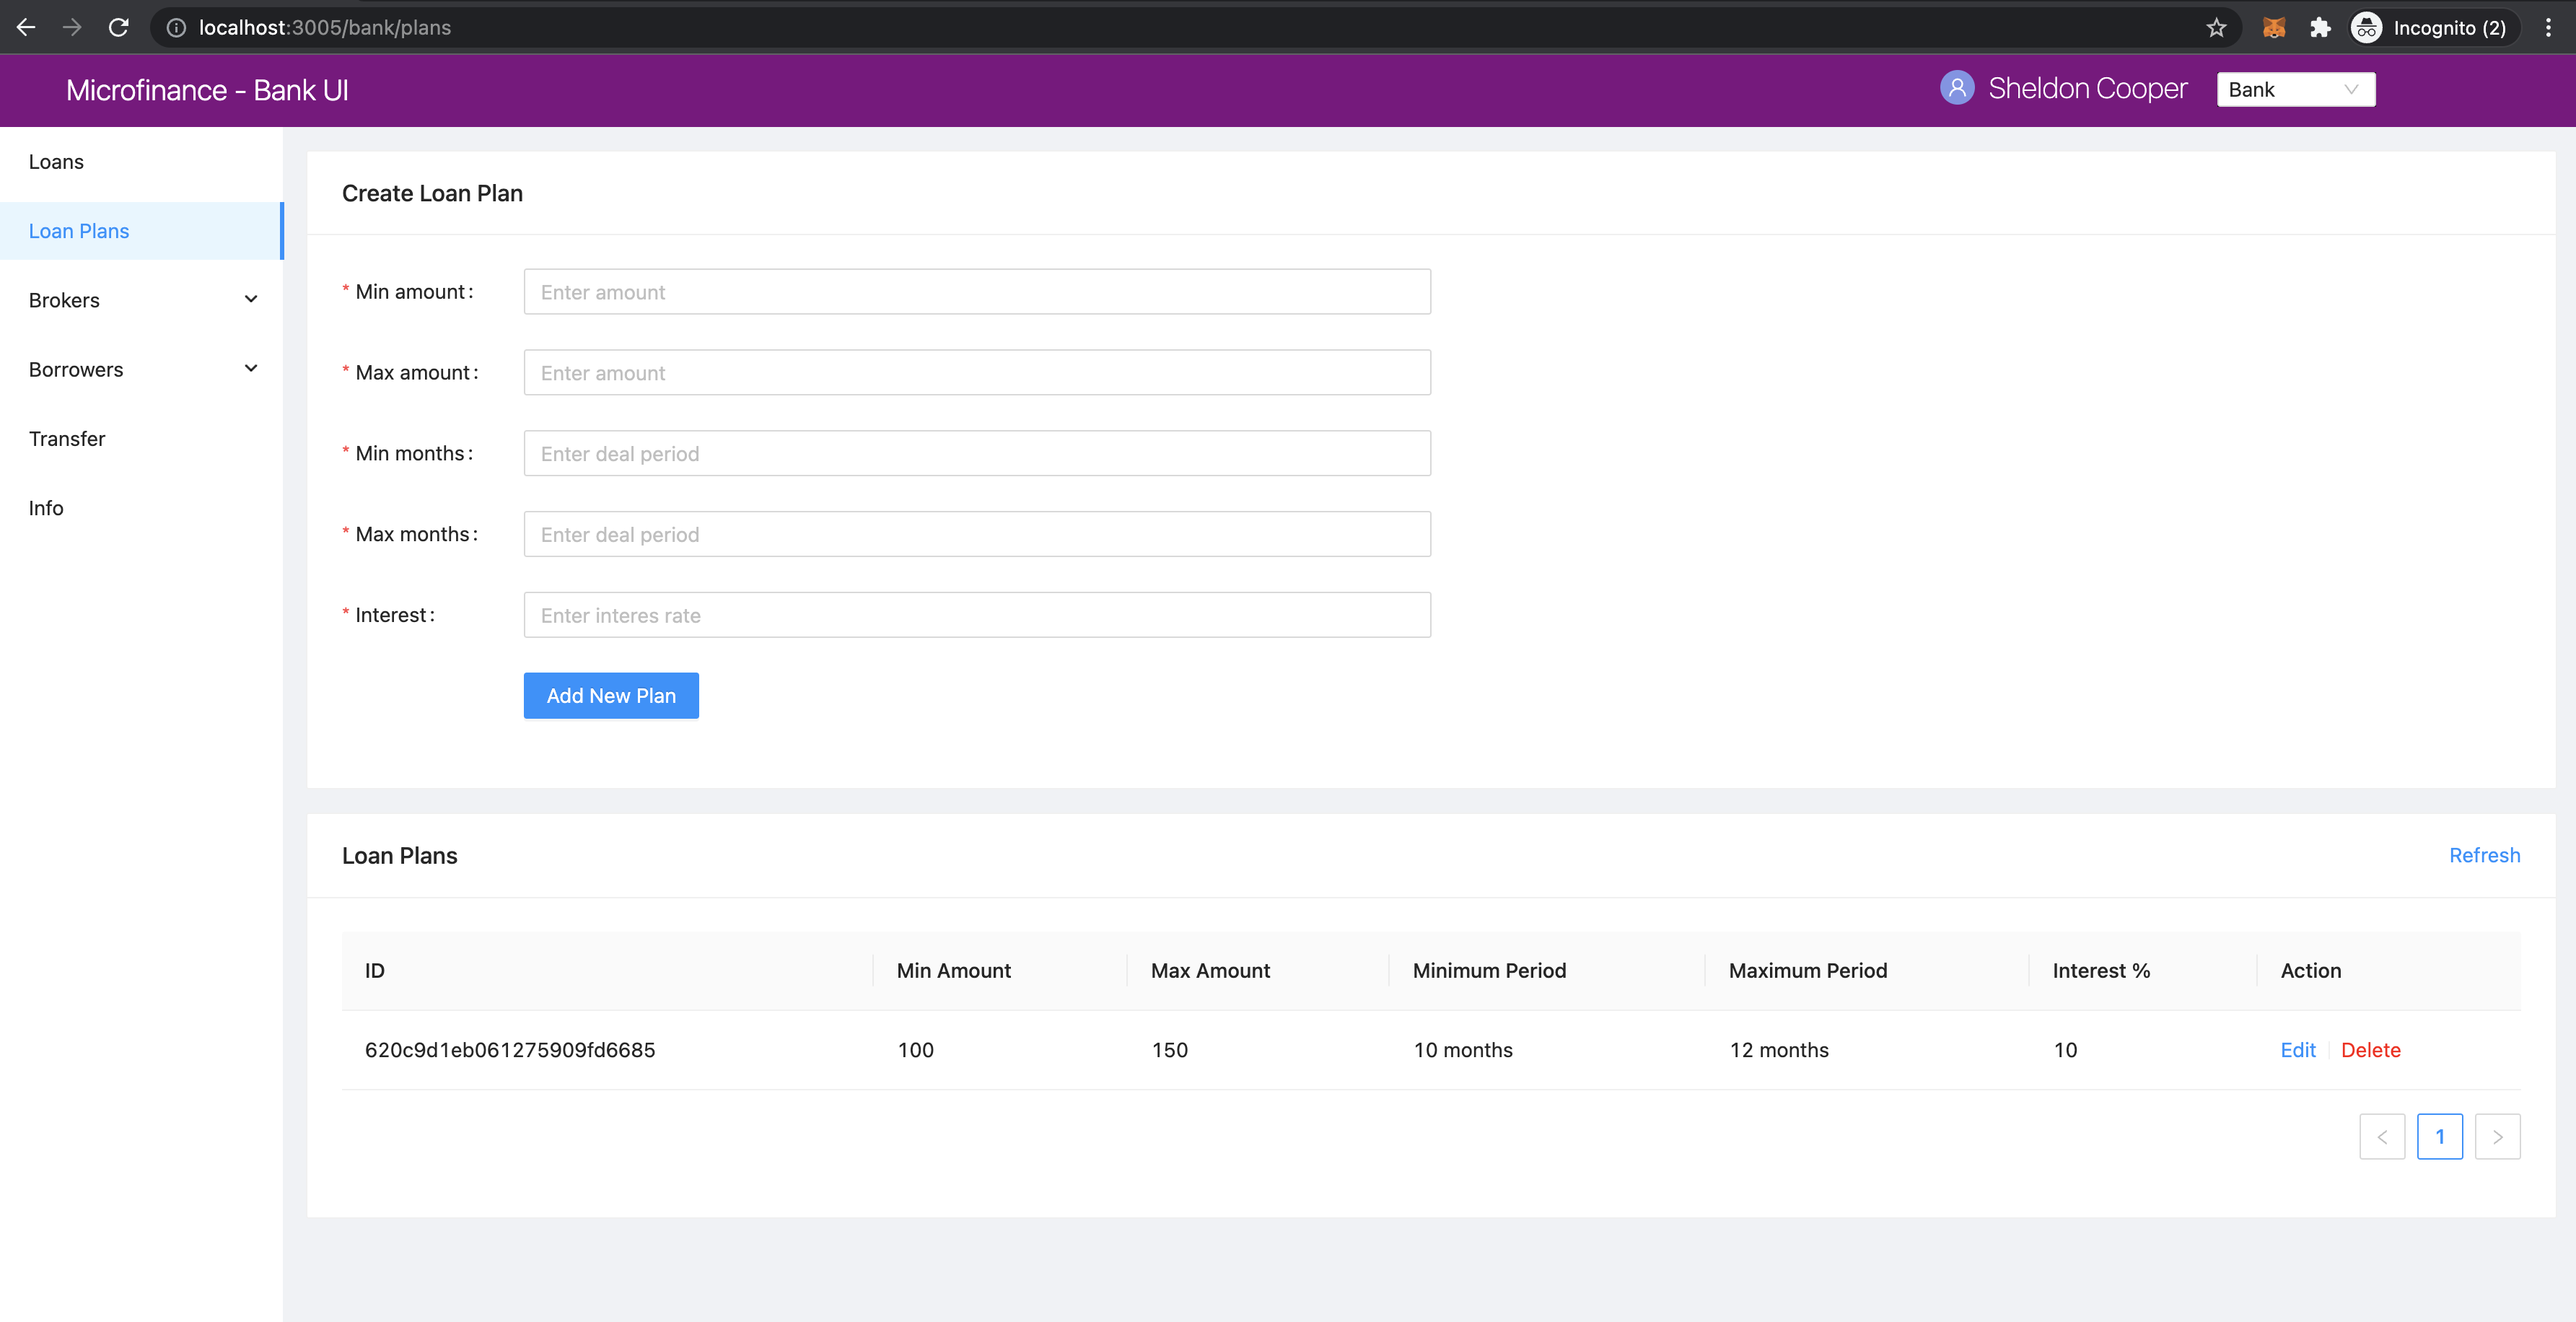 localhost:3005/bank/plans
Incognito (2)
Microfinance - Bank UI
Sheldon Cooper
Bank
Loans
Loan Plans
Brokers
Borrowers
Transfer
Info
Create Loan Plan
* Min amount: Enter amount
* Max amount: Enter amount
* Min months: Enter deal period
* Max months: Enter deal period
* Interest: Enter interes rate
Add New Plan
Loan Plans Refresh
ID Min Amount Max Amount Minimum Period Maximum Period Interest % Action
620c9d1eb061275909fd6685 100 150 10 months 12 months 10 Edit Delete
< 1 >